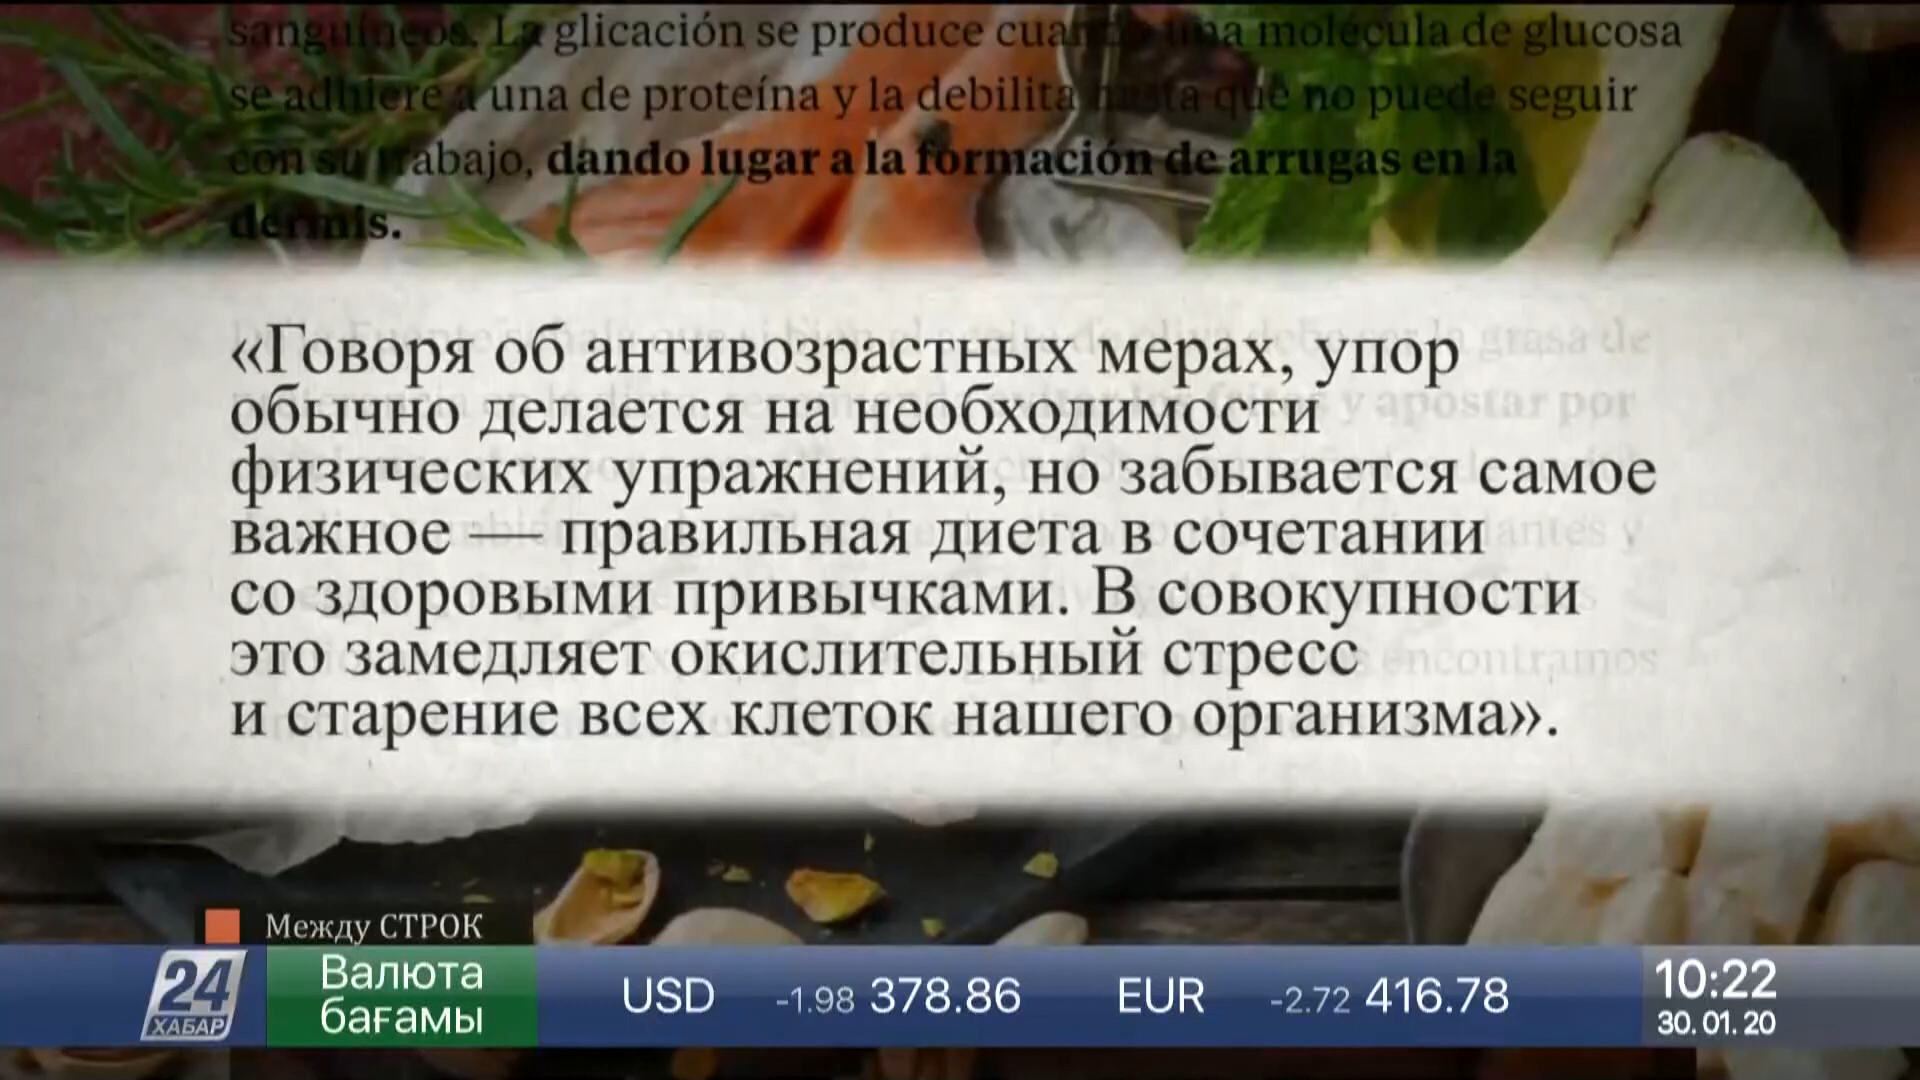 sanguíneos. La glicación se produce cuando una molécula de glucosa
se adhiere a una de proteína y la debilita hasta que no puede seguir
con su trabajo, dando lugar a la formación de arrugas en la
dermis.
«Говоря об антивозрастных мерах, упор
обычно делается на необходимости
физических упражнений, но забывается самое
важное — правильная диета в сочетании
со здоровыми привычками. В совокупности
это замедляет окислительный стресс
и старение всех клеток нашего организма».
Между СТРОК
24
ХАБАР
Валюта
бағамы
USD -1.98 378.86 EUR -2.72 416.78
10:22
30.01.20